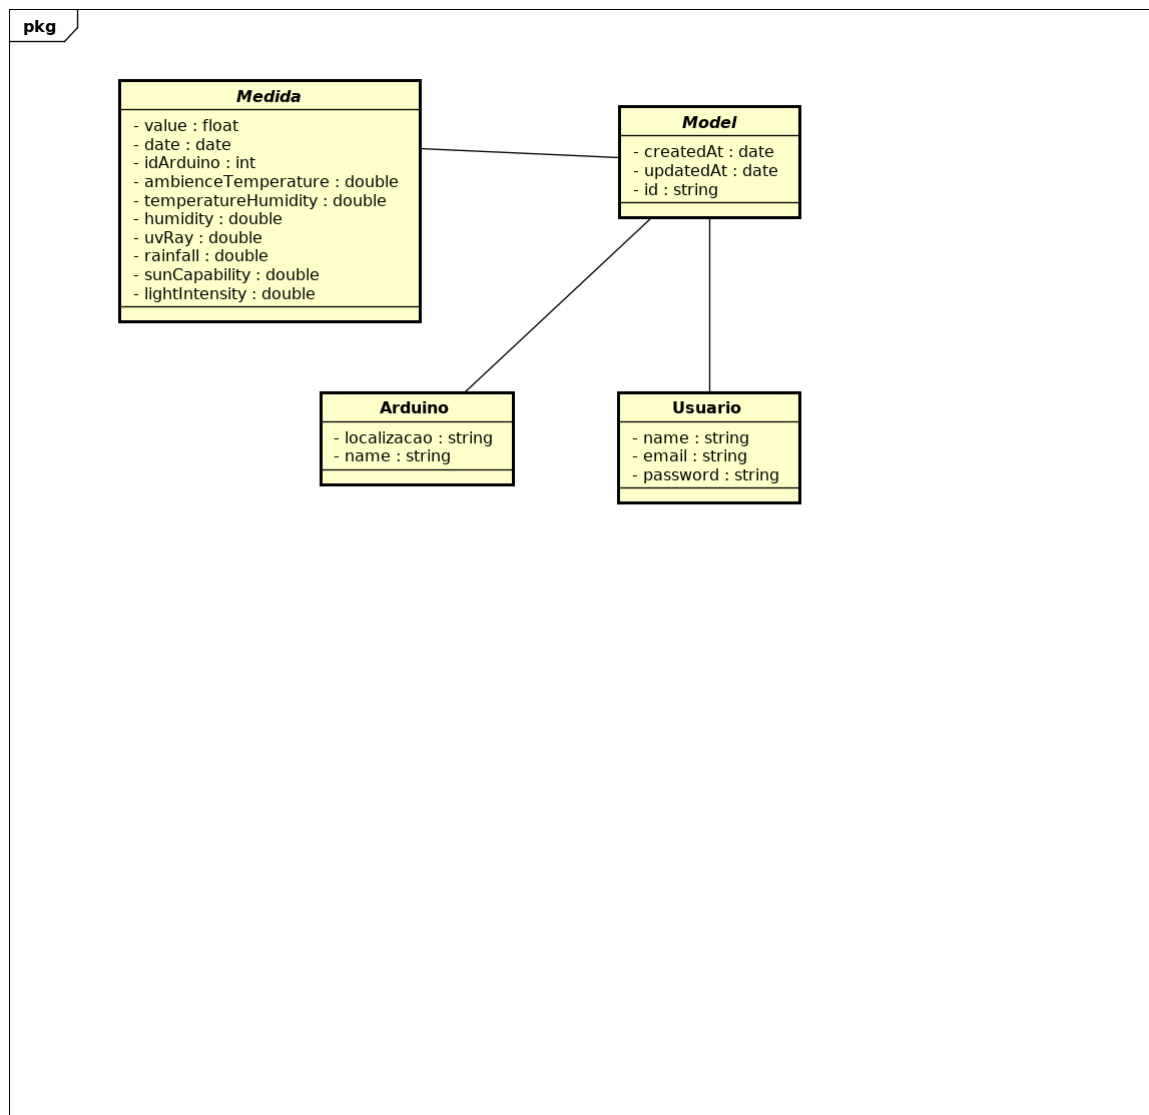 pkg
Medida
- value : float
- date : date
- idArduino : int
- ambienceTemperature : double
- temperatureHumidity : double
- humidity : double
- uvRay : double
- rainfall : double
- sunCapability : double
- lightIntensity : double
Model
- createdAt : date
- updatedAt : date
- id : string
Arduino
- localizacao : string
- name : string
Usuario
- name : string
- email : string
- password : string